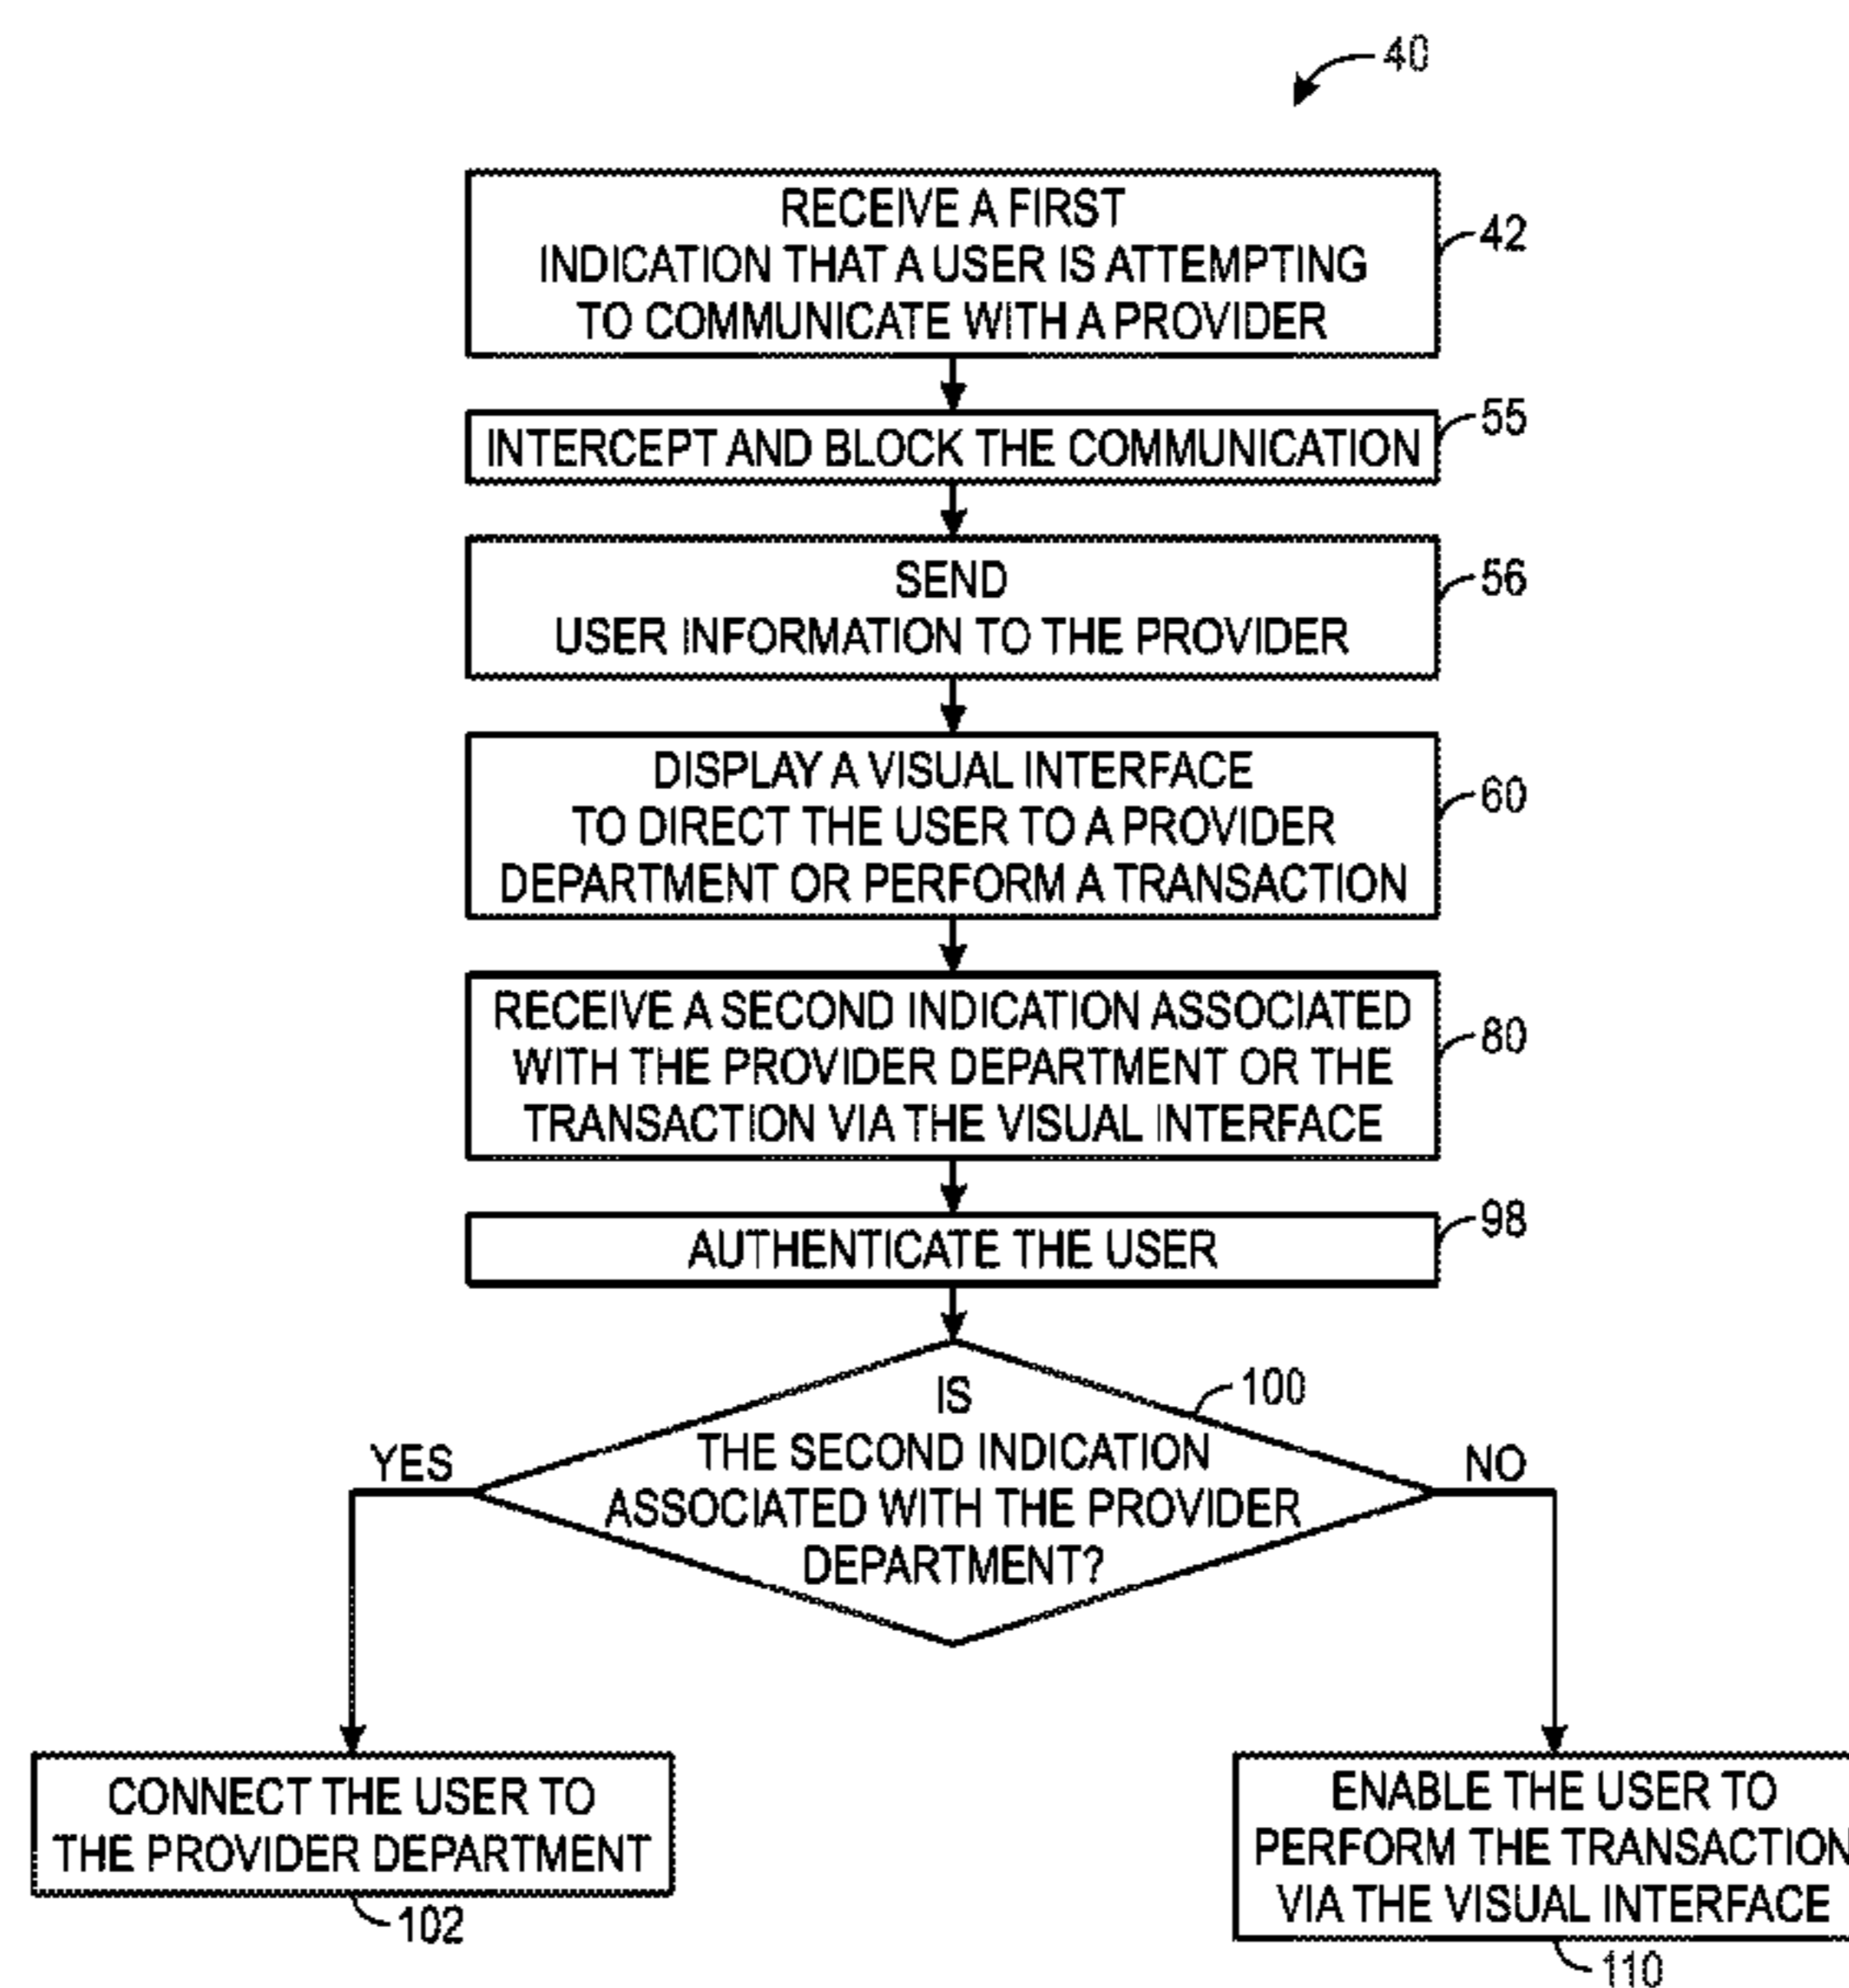 40
RECEIVE A FIRST
INDICATION THAT A USER IS ATTEMPTING
TO COMMUNICATE WITH A PROVIDER
42
INTERCEPT AND BLOCK THE COMMUNICATION
55
SEND
USER INFORMATION TO THE PROVIDER
56
DISPLAY A VISUAL INTERFACE
TO DIRECT THE USER TO A PROVIDER
DEPARTMENT OR PERFORM A TRANSACTION
60
RECEIVE A SECOND INDICATION ASSOCIATED
WITH THE PROVIDER DEPARTMENT OR THE
TRANSACTION VIA THE VISUAL INTERFACE
80
AUTHENTICATE THE USER
98
IS
THE SECOND INDICATION
ASSOCIATED WITH THE PROVIDER
DEPARTMENT?
100
YES
NO
CONNECT THE USER TO
THE PROVIDER DEPARTMENT
102
ENABLE THE USER TO
PERFORM THE TRANSACTION
VIA THE VISUAL INTERFACE
110